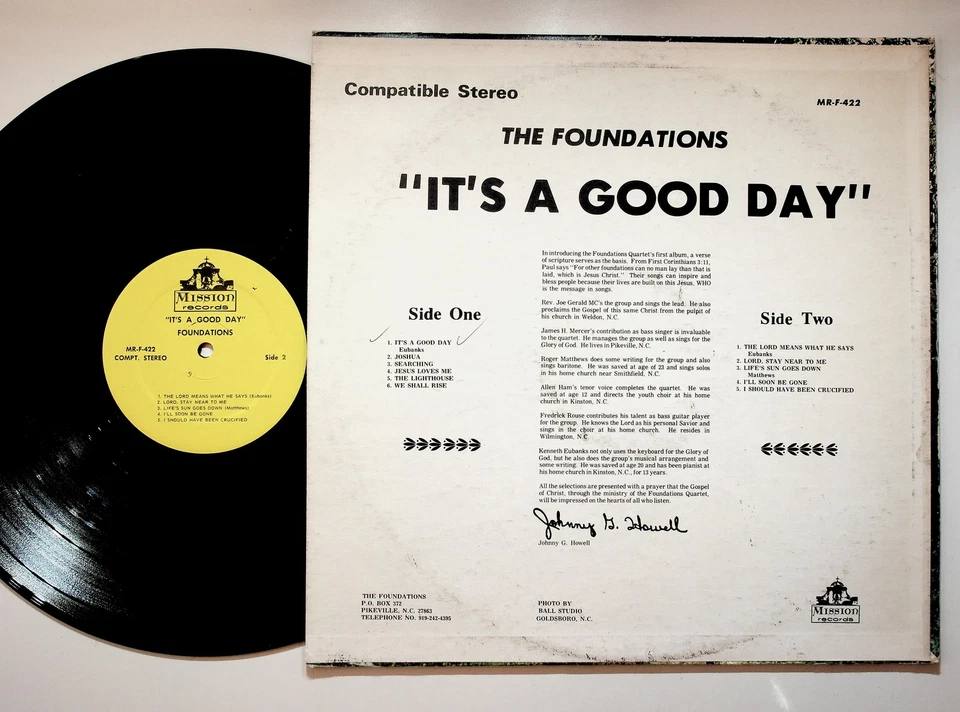 Mission
records
"IT'S A GOOD DAY"
FOUNDATIONS
MR-F-422
COMPT. STEREO
Side 2
1. THE LORD MEANS WHAT HE SAYS (Eubanks)
2. LORD, STAY NEAR TO ME
3. LIFE'S SUN GOES DOWN (Matthews)
4. I'LL SOON BE GONE
5. I SHOULD HAVE BEEN CRUCIFIED
Compatible Stereo
MR-F-422
THE FOUNDATIONS
"IT'S A GOOD DAY"
Side One
1. IT'S A GOOD DAY
Eubanks
2. JOSHUA
3. SEARCHING
4. JESUS LOVES ME
5. THE LIGHTHOUSE
6. WE SHALL RISE
In introducing the Foundations Quartet's first album, a verse
of scripture serves as the basis. From First Corinthians 3:11,
Paul says "For other foundations can no man lay than that is
laid, which is Jesus Christ." Their songs can inspire and
bless people because their lives are built on this Jesus, WHO
is the message in songs.
Rev. Joe Gerald MC's the group and sings the lead. He also
proclaims the Gospel of this same Christ from the pulpit of
his church in Weldon, N.C.
James H. Mercer's contribution as bass singer is invaluable
to the quartet. He manages the group as well as sings for the
Glory of God. He lives in Pikeville, N.C.
Roger Matthews does some writing for the group and also
sings baritone. He was saved at age of 23 and sings solos
in his home church near Smithfield, N.C.
Allen Ham's tenor voice completes the quartet. He was
saved at age 12 and directs the youth choir at his home
church in Kinston, N.C.
Fredrick Rouse contributes his talent as bass guitar player
for the group. He knows the Lord as his personal Savior and
sings in the choir at his home church. He resides in
Wilmington, N.C
Kenneth Eubanks not only uses the keyboard for the Glory of
God, but he also does the group's musical arrangement and
some writing. He was saved at age 20 and has been pianist at
his home church in Kinston, N.C., for 13 years.
All the selections are presented with a prayer that the Gospel
of Christ, through the ministry of the Foundations Quartet,
will be impressed on the hearts of all who listen.
Johnny G. Howell
Johnny G. Howell
Side Two
1. THE LORD MEANS WHAT HE SAYS
Eubanks
2. LORD, STAY NEAR TO ME
3. LIFE'S SUN GOES DOWN
Matthews
4. I'LL SOON BE GONE
5. I SHOULD HAVE BEEN CRUCIFIED
THE FOUNDATIONS
P.O. BOX 372
PIKEVILLE, N.C. 27863
TELEPHONE NO. 919-242-4395
PHOTO BY
BALL STUDIO
GOLDSBORO, N.C.
Mission
records